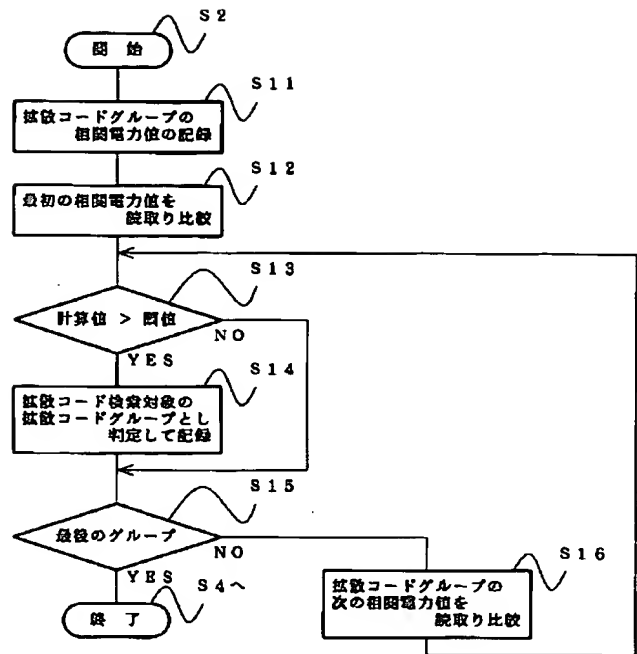 S2
開 始
S11
拡散コードグループの
相関電力値の記録
S12
最初の相関電力値を
読取り比較
S13
計算値 > 閾値
NO
YES
S14
拡散コード検索対象の
拡散コードグループとし
判定して記録
S15
最後のグループ
NO
YES
S4へ
終 了
S16
拡散コードグループの
次の相関電力値を
読取り比較